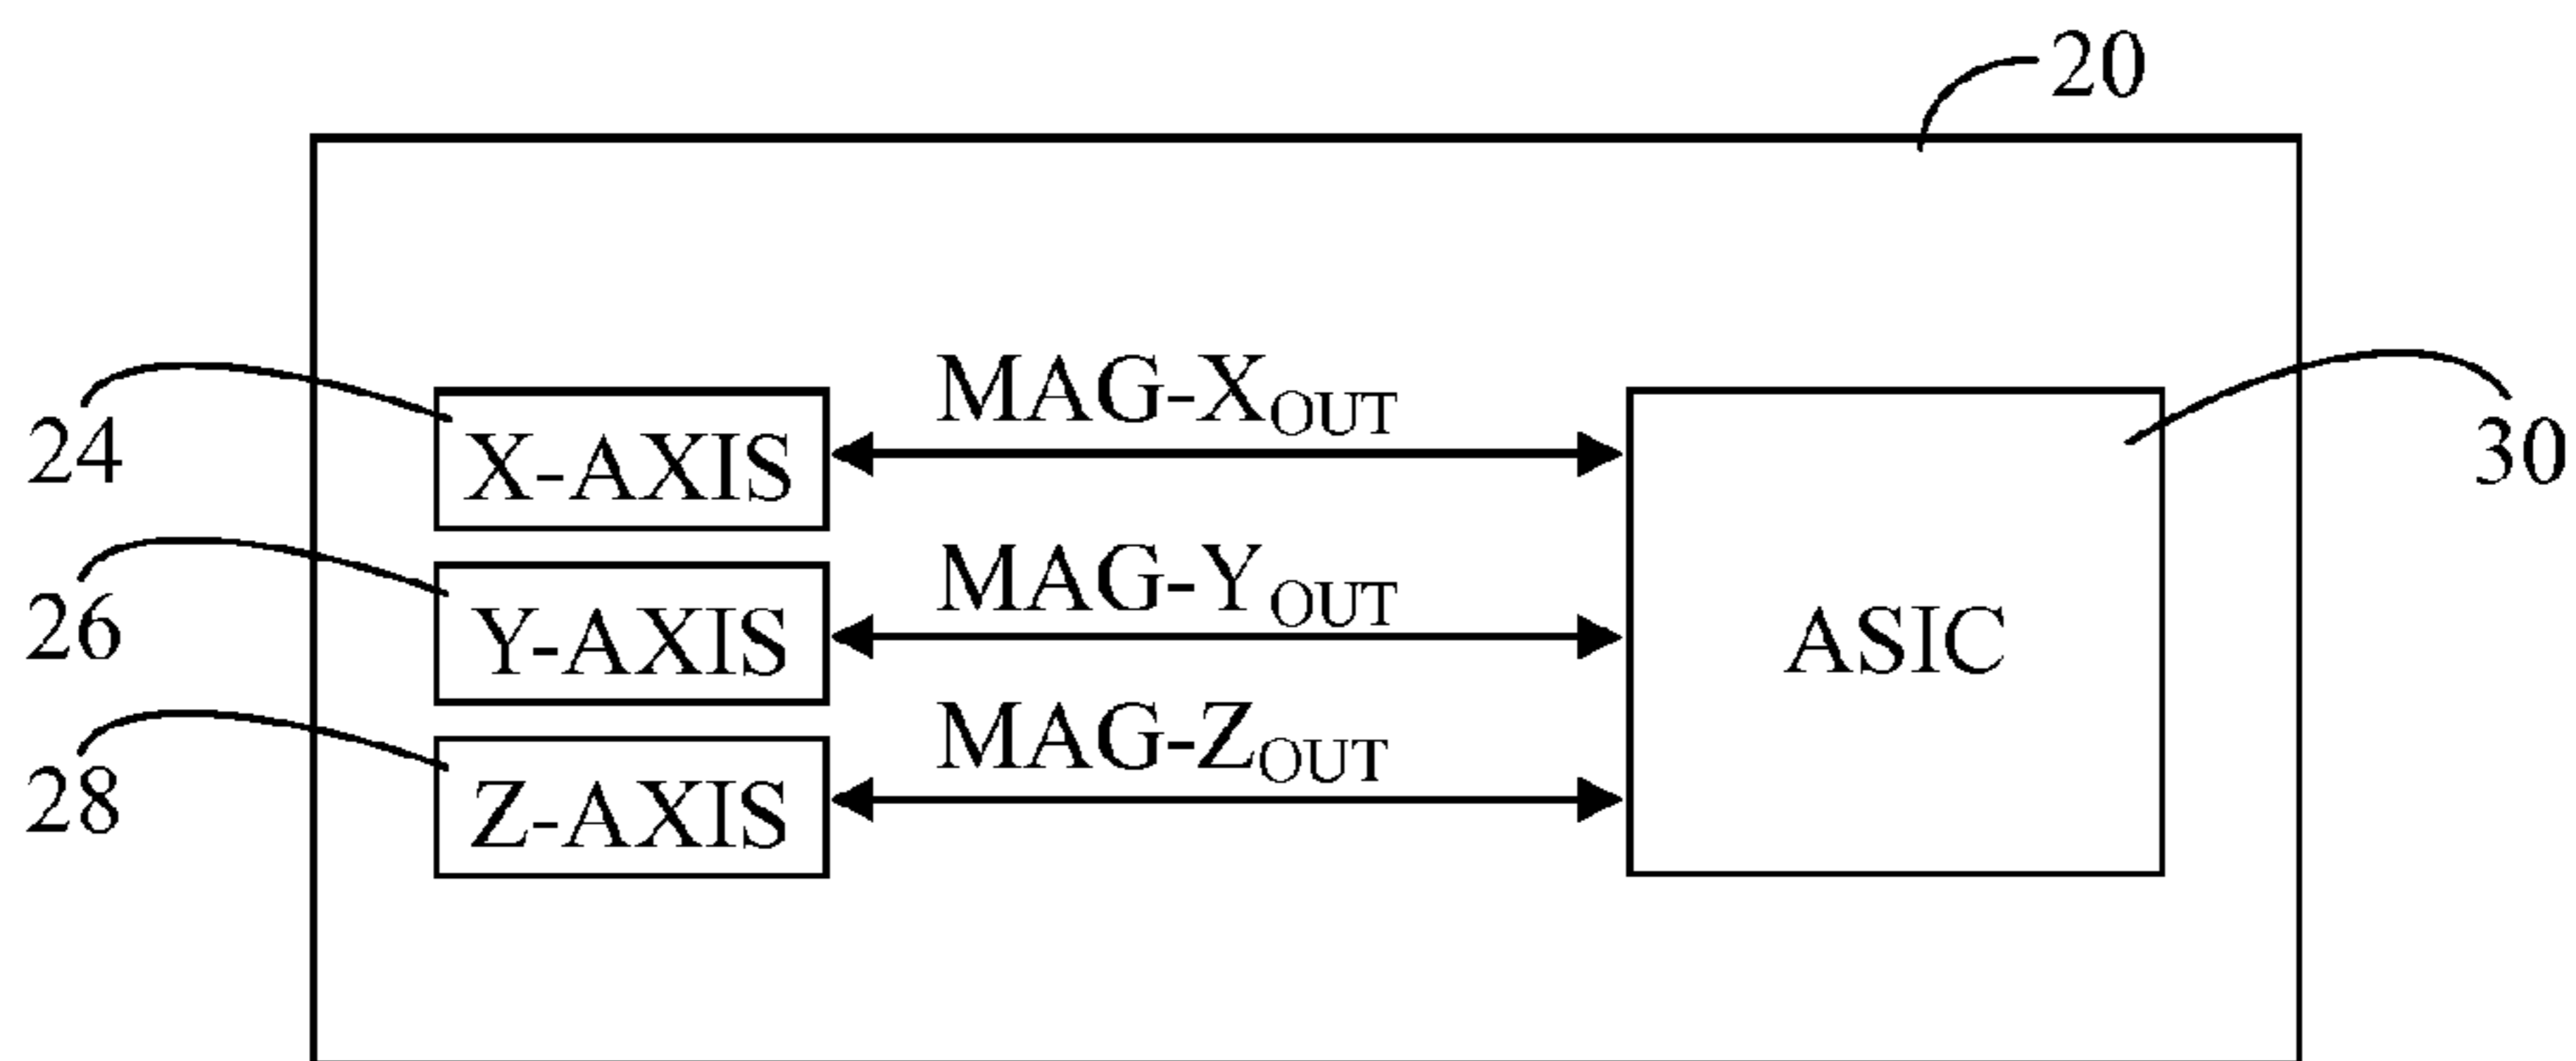 20
MAG-XOUT
24
X-AXIS
30
MAG-YOUT
26
Y-AXIS
ASIC
MAG-ZOUT
28
Z-AXIS